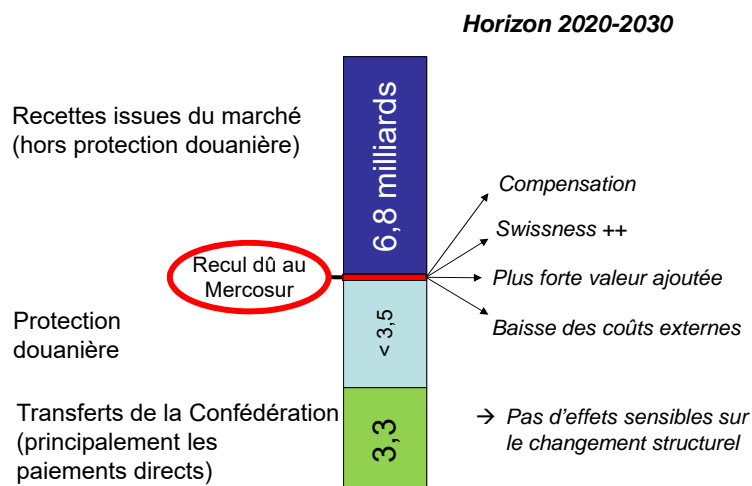 Horizon 2020-2030
Recettes issues du marché
(hors protection douanière)
6,8 milliards
Compensation
Swissness ++
Recul dû au
Mercosur
Plus forte valeur ajoutée
Baisse des coûts externes
Protection
douanière
< 3,5
Transferts de la Confédération
(principalement les
paiements directs)
3,3
→ Pas d'effets sensibles sur
le changement structurel